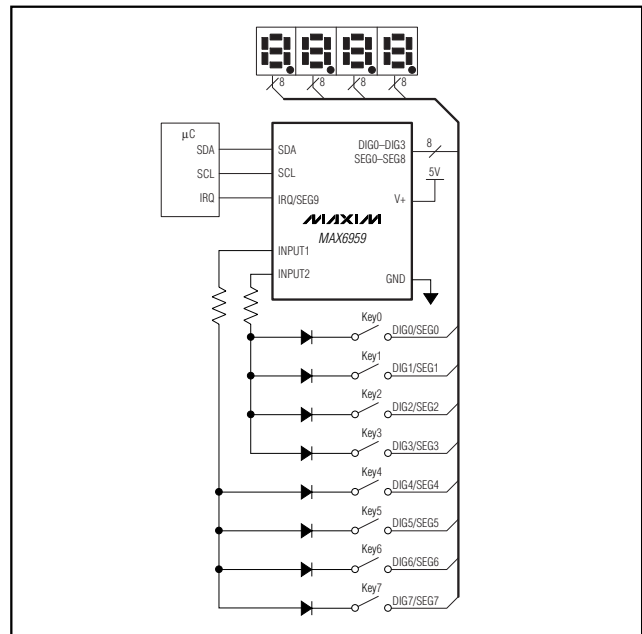 8 8 8 8
μC
SDA
SCL
IRQ
SDA
SCL
IRQ/SEG9
INPUT1
INPUT2
MAXIM
MAX6959
DIG0–DIG3
SEG0–SEG8
8
5V
V+
GND
Key0
DIG0/SEG0
Key1
DIG1/SEG1
Key2
DIG2/SEG2
Key3
DIG3/SEG3
Key4
DIG4/SEG4
Key5
DIG5/SEG5
Key6
DIG6/SEG6
Key7
DIG7/SEG7